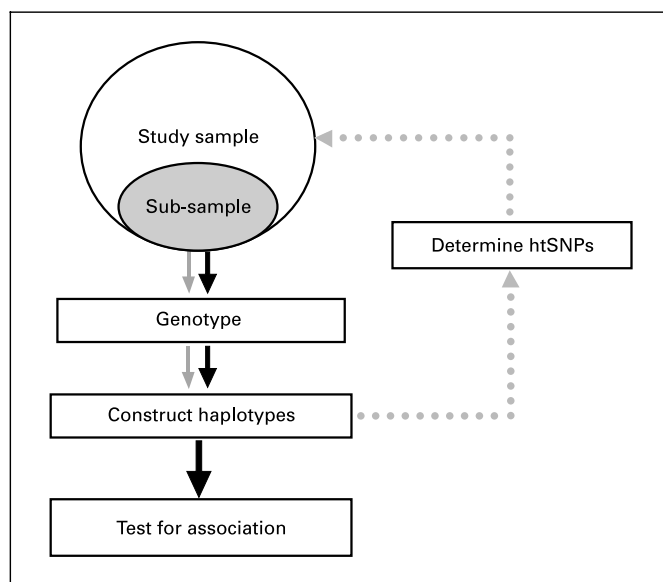 Study sample
Sub-sample
Determine htSNPs
Genotype
Construct haplotypes
Test for association